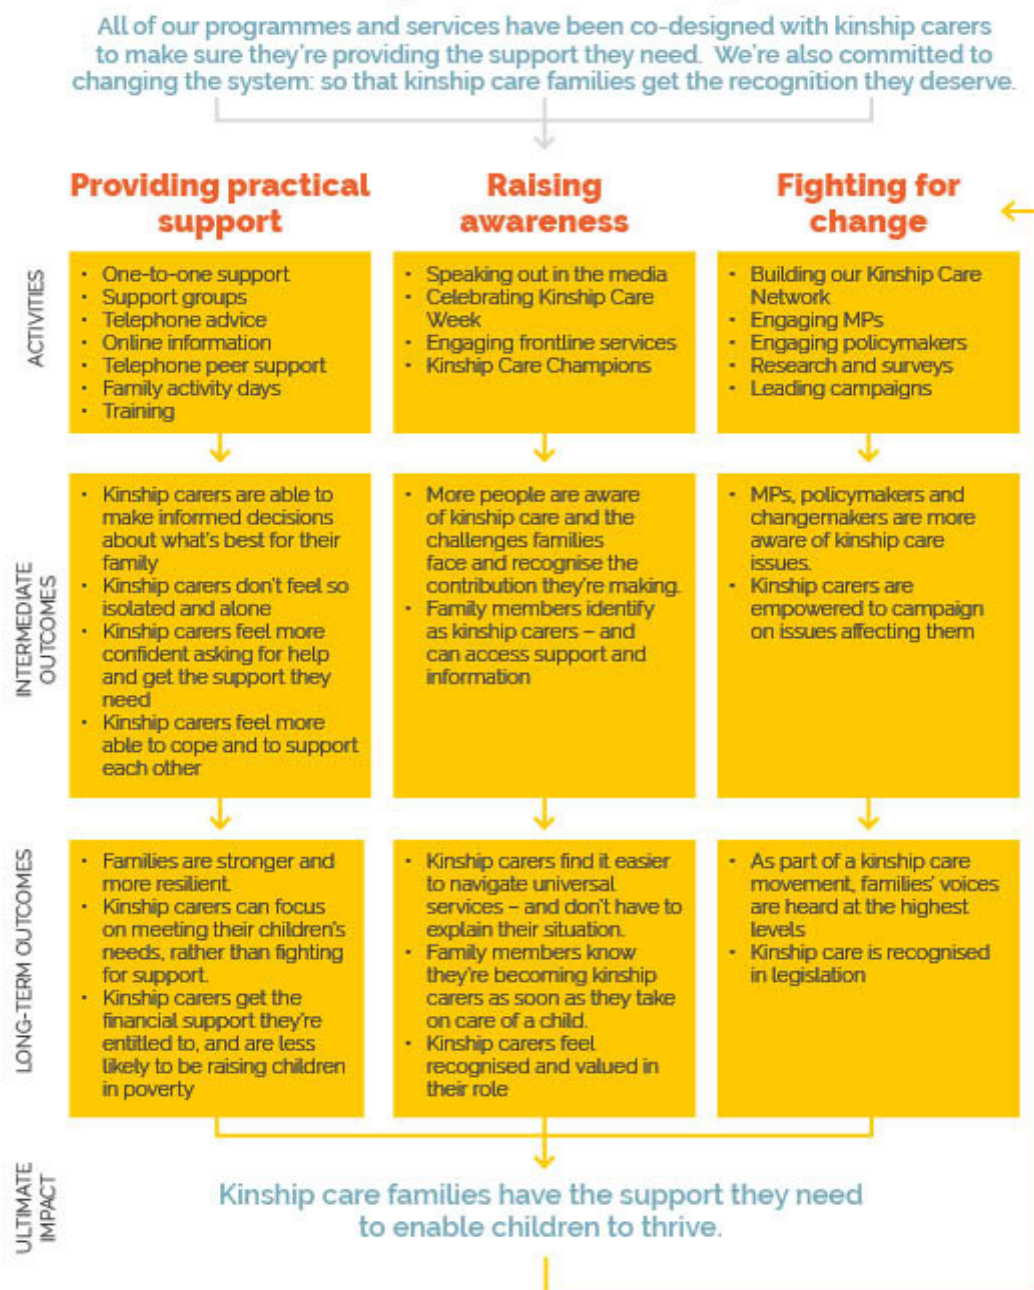 All of our programmes and services have been co-designed with kinship carers
to make sure they're providing the support they need. We're also committed to
changing the system: so that kinship care families get the recognition they deserve.
Providing practical
support
Raising
awareness
Fighting for
change
ACTIVITIES
• One-to-one support
• Support groups
• Telephone advice
• Online information
• Telephone peer support
• Family activity days
• Training
• Speaking out in the media
• Celebrating Kinship Care
Week
• Engaging frontline services
• Kinship Care Champions
• Building our Kinship Care
Network
• Engaging MPs
• Engaging policymakers
• Research and surveys
• Leading campaigns
INTERMEDIATE
OUTCOMES
• Kinship carers are able to
make informed decisions
about what's best for their
family
• Kinship carers don't feel so
isolated and alone
• Kinship carers feel more
confident asking for help
and get the support they
need
• Kinship carers feel more
able to cope and to support
each other
• More people are aware
of kinship care and the
challenges families
face and recognise the
contribution they're making.
• Family members identify
as kinship carers – and
can access support and
information
• MPs, policymakers and
changemakers are more
aware of kinship care
issues.
• Kinship carers are
empowered to campaign
on issues affecting them
LONG-TERM OUTCOMES
• Families are stronger and
more resilient.
• Kinship carers can focus
on meeting their children's
needs, rather than fighting
for support.
• Kinship carers get the
financial support they're
entitled to, and are less
likely to be raising children
in poverty
• Kinship carers find it easier
to navigate universal
services – and don't have to
explain their situation.
• Family members know
they're becoming kinship
carers as soon as they take
on care of a child.
• Kinship carers feel
recognised and valued in
their role
• As part of a kinship care
movement, families' voices
are heard at the highest
levels
• Kinship care is recognised
in legislation
ULTIMATE
IMPACT
Kinship care families have the support they need
to enable children to thrive.